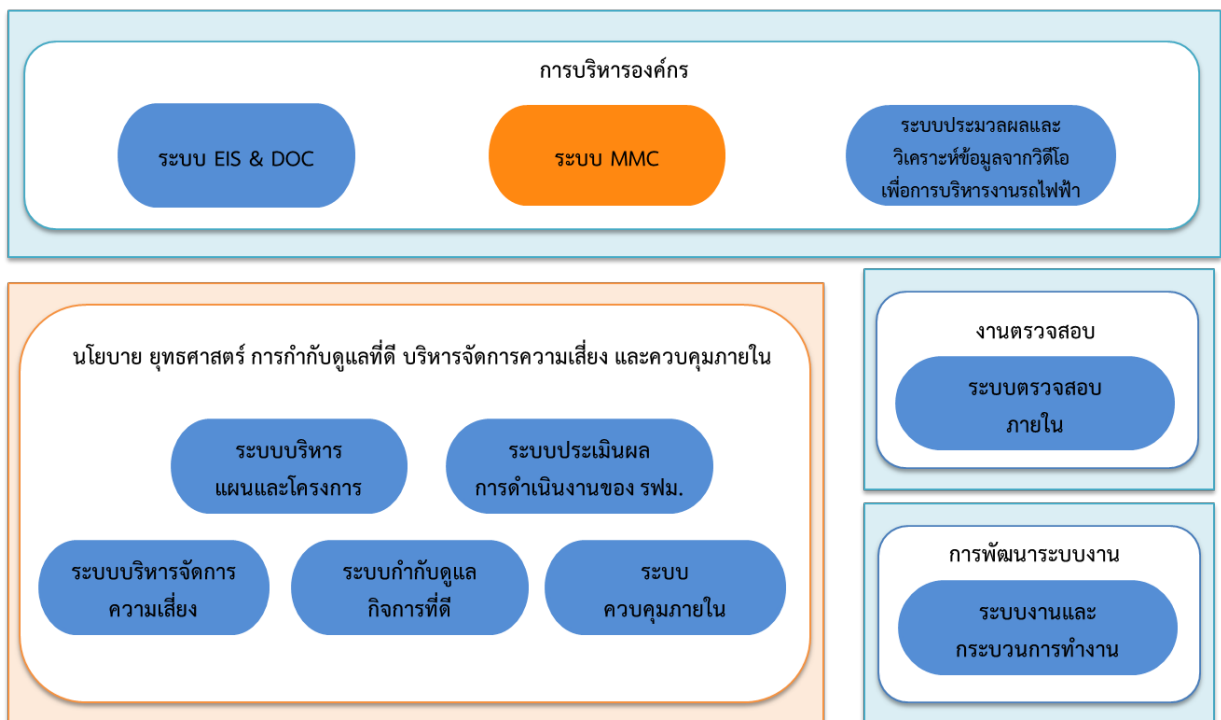 การบริหารองค์กร
ระบบ EIS & DOC
ระบบ MMC
ระบบประมวลผลและ
วิเคราะห์ข้อมูลจากวิดีโอ
เพื่อการบริหารงานรถไฟฟ้า
นโยบาย ยุทธศาสตร์ การกำกับดูแลที่ดี บริหารจัดการความเสี่ยง และควบคุมภายใน
ระบบบริหาร
แผนและโครงการ
ระบบประเมินผล
การดำเนินงานของ รฟม.
ระบบบริหารจัดการ
ความเสี่ยง
ระบบกำกับดูแล
กิจการที่ดี
ระบบ
ควบคุมภายใน
งานตรวจสอบ
ระบบตรวจสอบ
ภายใน
การพัฒนาระบบงาน
ระบบงานและ
กระบวนการทำงาน